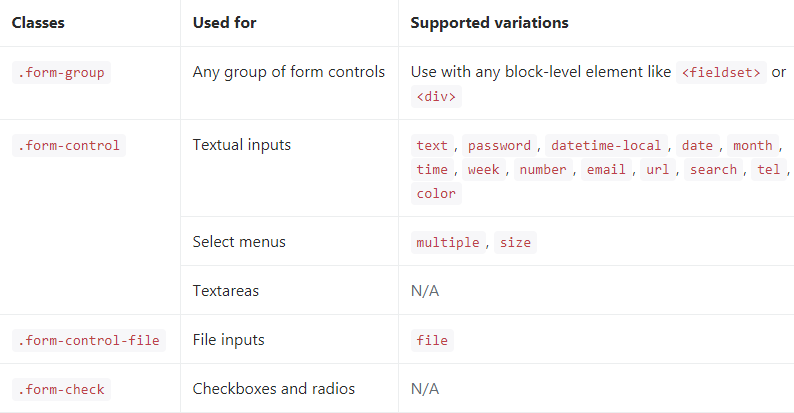 Classes Used for Supported variations
.form-group Any group of form controls Use with any block-level element like <fieldset> or
<div>
.form-control Textual inputs text , password , datetime-local , date , month ,
time , week , number , email , url , search , tel ,
color
Select menus multiple , size
Textareas N/A
.form-control-file File inputs file
.form-check Checkboxes and radios N/A